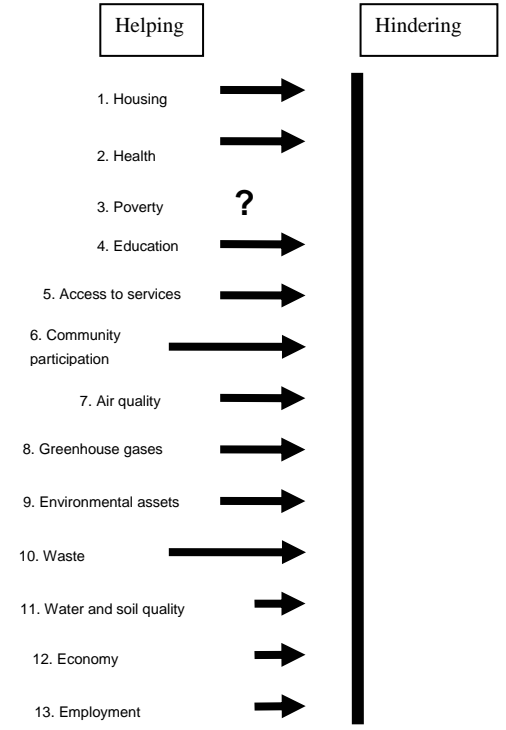 Helping
Hindering
1. Housing
2. Health
3. Poverty ?
4. Education
5. Access to services
6. Community
participation
7. Air quality
8. Greenhouse gases
9. Environmental assets
10. Waste
11. Water and soil quality
12. Economy
13. Employment